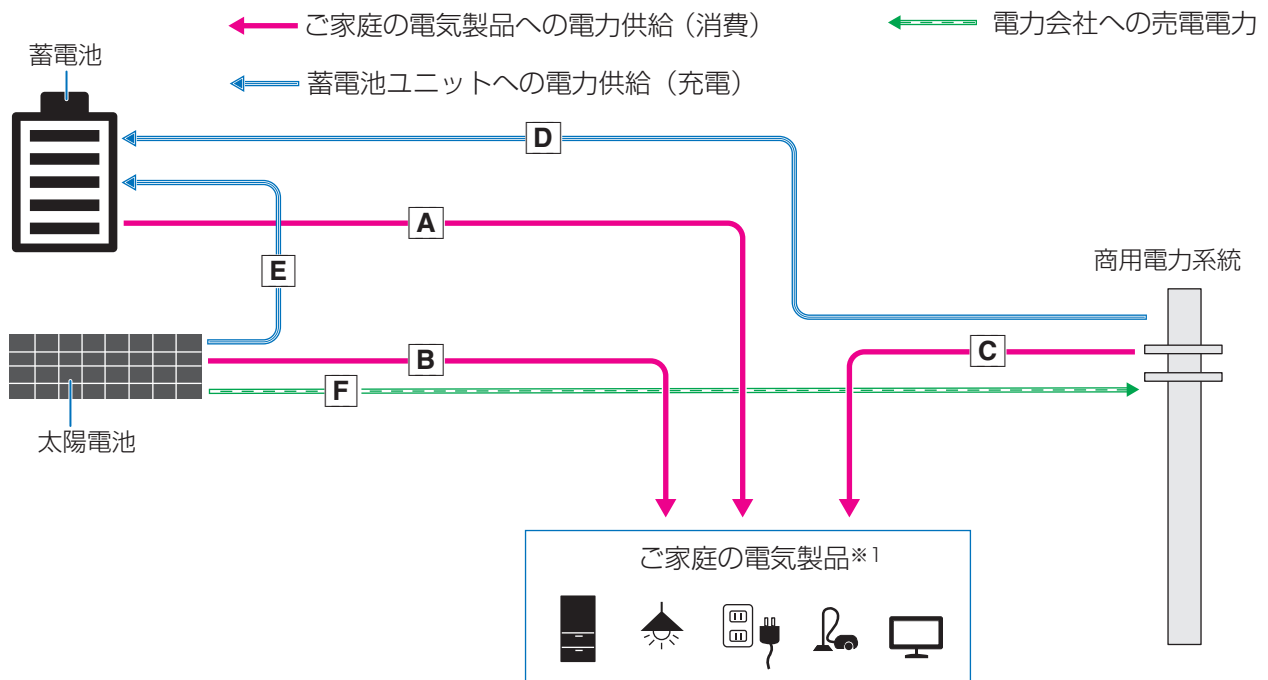 ご家庭の電気製品への電力供給（消費）
電力会社への売電電力
蓄電池
蓄電池ユニットへの電力供給（充電）
D
A
E
商用電力系統
B
C
F
太陽電池
ご家庭の電気製品※1